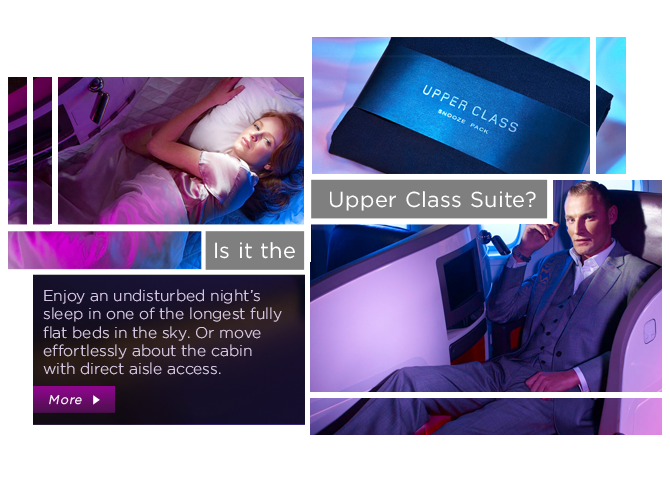 UPPER CLASS
SNOOZE PACK
Is it the
Upper Class Suite?
Enjoy an undisturbed night's
sleep in one of the longest fully
flat beds in the sky. Or move
effortlessly about the cabin
with direct aisle access.
More